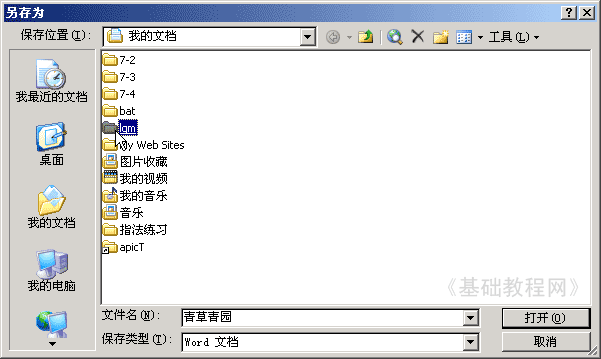 另存为
保存位置(I): 我的文档 工具(L)
7-2
7-3
7-4
bat
gm
My Web Sites
图片收藏
我的视频
我的音乐
音乐
指法练习
apicT
我最近的文档
桌面
我的文档
我的电脑
《基础教程网》
文件名(N): 青草青园 打开(O)
保存类型(T): Word 文档 取消